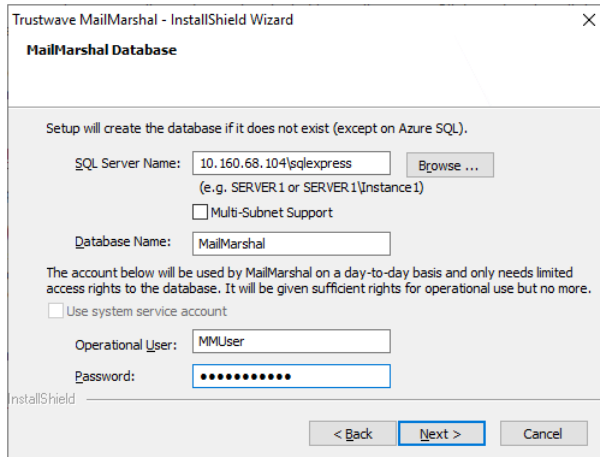 Trustwave MailMarshal - InstallShield Wizard
MailMarshal Database
Setup will create the database if it does not exist (except on Azure SQL).
SQL Server Name: 10.160.68.104\sqlexpress Browse ...
(e.g. SERVER1 or SERVER1\Instance1)
Multi-Subnet Support
Database Name: MailMarshal
The account below will be used by MailMarshal on a day-to-day basis and only needs limited
access rights to the database. It will be given sufficient rights for operational use but no more.
Use system service account
Operational User: MMUser
Password: ●●●●●●●●●●●
InstallShield
< Back Next > Cancel